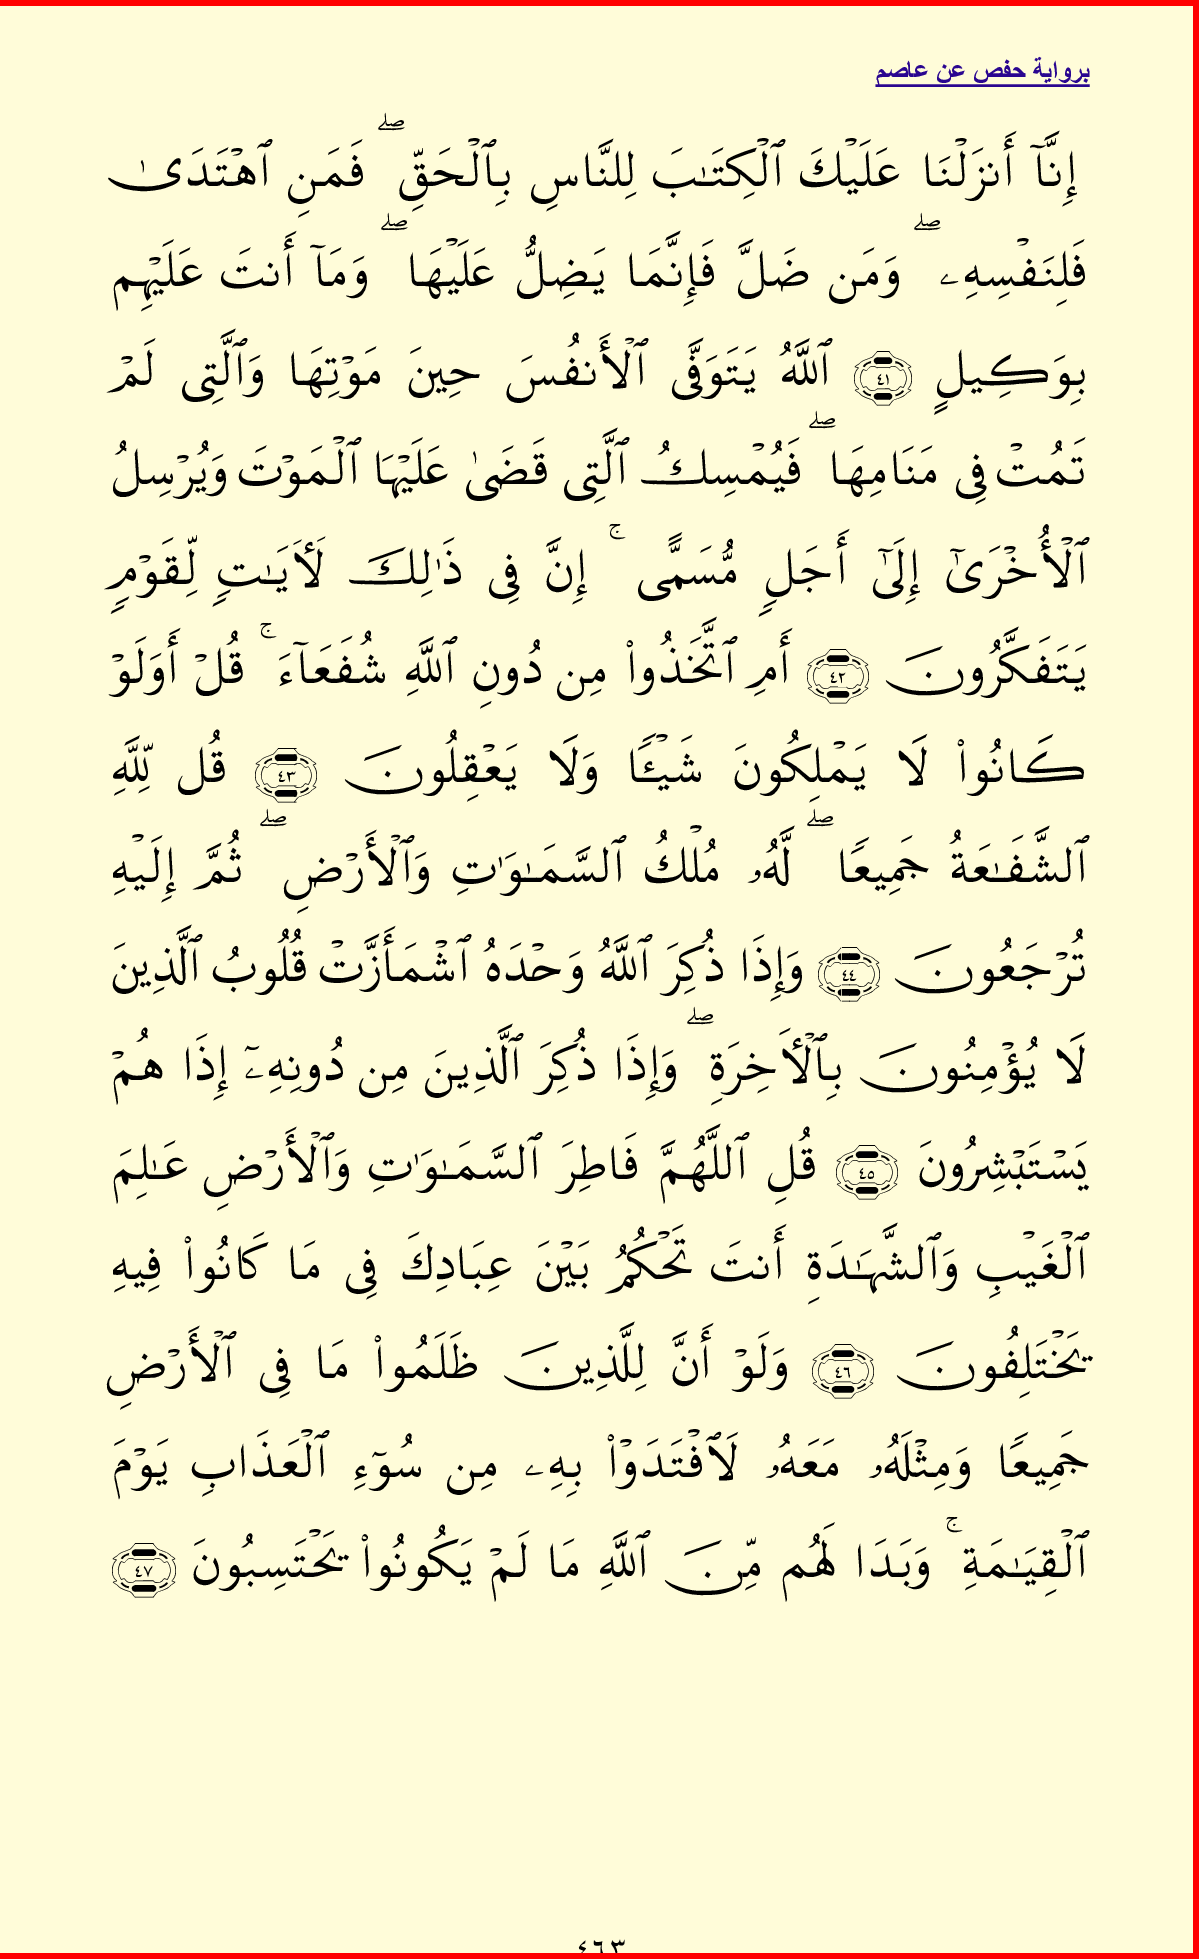 برواية حفص عن عاصم
إِنَّآ أَنزَلْنَا عَلَيْكَ ٱلْكِتَـٰبَ لِلنَّاسِ بِٱلْحَقِّ ۖ فَمَنِ ٱهْتَدَىٰ
فَلِنَفْسِهِۦ ۖ وَمَن ضَلَّ فَإِنَّمَا يَضِلُّ عَلَيْهَا ۖ وَمَآ أَنتَ عَلَيْهِم
بِوَكِيلٍ ٤١ ٱللَّهُ يَتَوَفَّى ٱلْأَنفُسَ حِينَ مَوْتِهَا وَٱلَّتِى لَمْ
تَمُتْ فِى مَنَامِهَا ۖ فَيُمْسِكُ ٱلَّتِى قَضَىٰ عَلَيْهَا ٱلْمَوْتَ وَيُرْسِلُ
ٱلْأُخْرَىٰٓ إِلَىٰٓ أَجَلٍ مُّسَمًّى ۚ إِنَّ فِى ذَٰلِكَ لَـَٔايَـٰتٍ لِّقَوْمٍ
يَتَفَكَّرُونَ ٤٢ أَمِ ٱتَّخَذُوا۟ مِن دُونِ ٱللَّهِ شُفَعَآءَ ۚ قُلْ أَوَلَوْ
كَانُوا۟ لَا يَمْلِكُونَ شَيْـًٔا وَلَا يَعْقِلُونَ ٤٣ قُل لِّلَّهِ
ٱلشَّفَـٰعَةُ جَمِيعًا ۖ لَّهُۥ مُلْكُ ٱلسَّمَـٰوَٰتِ وَٱلْأَرْضِ ۖ ثُمَّ إِلَيْهِ
تُرْجَعُونَ ٤٤ وَإِذَا ذُكِرَ ٱللَّهُ وَحْدَهُ ٱشْمَأَزَّتْ قُلُوبُ ٱلَّذِينَ
لَا يُؤْمِنُونَ بِٱلْـَٔاخِرَةِ ۖ وَإِذَا ذُكِرَ ٱلَّذِينَ مِن دُونِهِۦٓ إِذَا هُمْ
يَسْتَبْشِرُونَ ٤٥ قُلِ ٱللَّهُمَّ فَاطِرَ ٱلسَّمَـٰوَٰتِ وَٱلْأَرْضِ عَـٰلِمَ
ٱلْغَيْبِ وَٱلشَّهَـٰدَةِ أَنتَ تَحْكُمُ بَيْنَ عِبَادِكَ فِى مَا كَانُوا۟ فِيهِ
يَخْتَلِفُونَ ٤٦ وَلَوْ أَنَّ لِلَّذِينَ ظَلَمُوا۟ مَا فِى ٱلْأَرْضِ
جَمِيعًا وَمِثْلَهُۥ مَعَهُۥ لَٱفْتَدَوْا۟ بِهِۦ مِن سُوٓءِ ٱلْعَذَابِ يَوْمَ
ٱلْقِيَـٰمَةِ ۚ وَبَدَا لَهُم مِّنَ ٱللَّهِ مَا لَمْ يَكُونُوا۟ يَحْتَسِبُونَ ٤٧
٤٦٣